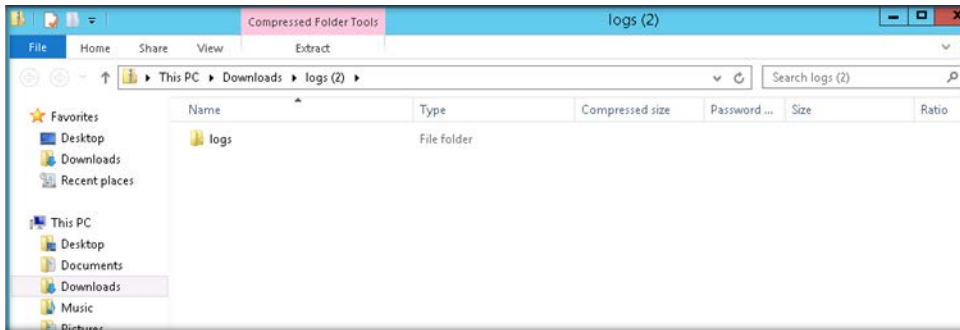 Compressed Folder Tools
logs (2)
File Home Share View Extract
This PC Downloads logs (2)
Search logs (2)
Name Type Compressed size Password ... Size Ratio
Favorites
Desktop
Downloads
Recent places
logs File folder
This PC
Desktop
Documents
Downloads
Music
Pictures